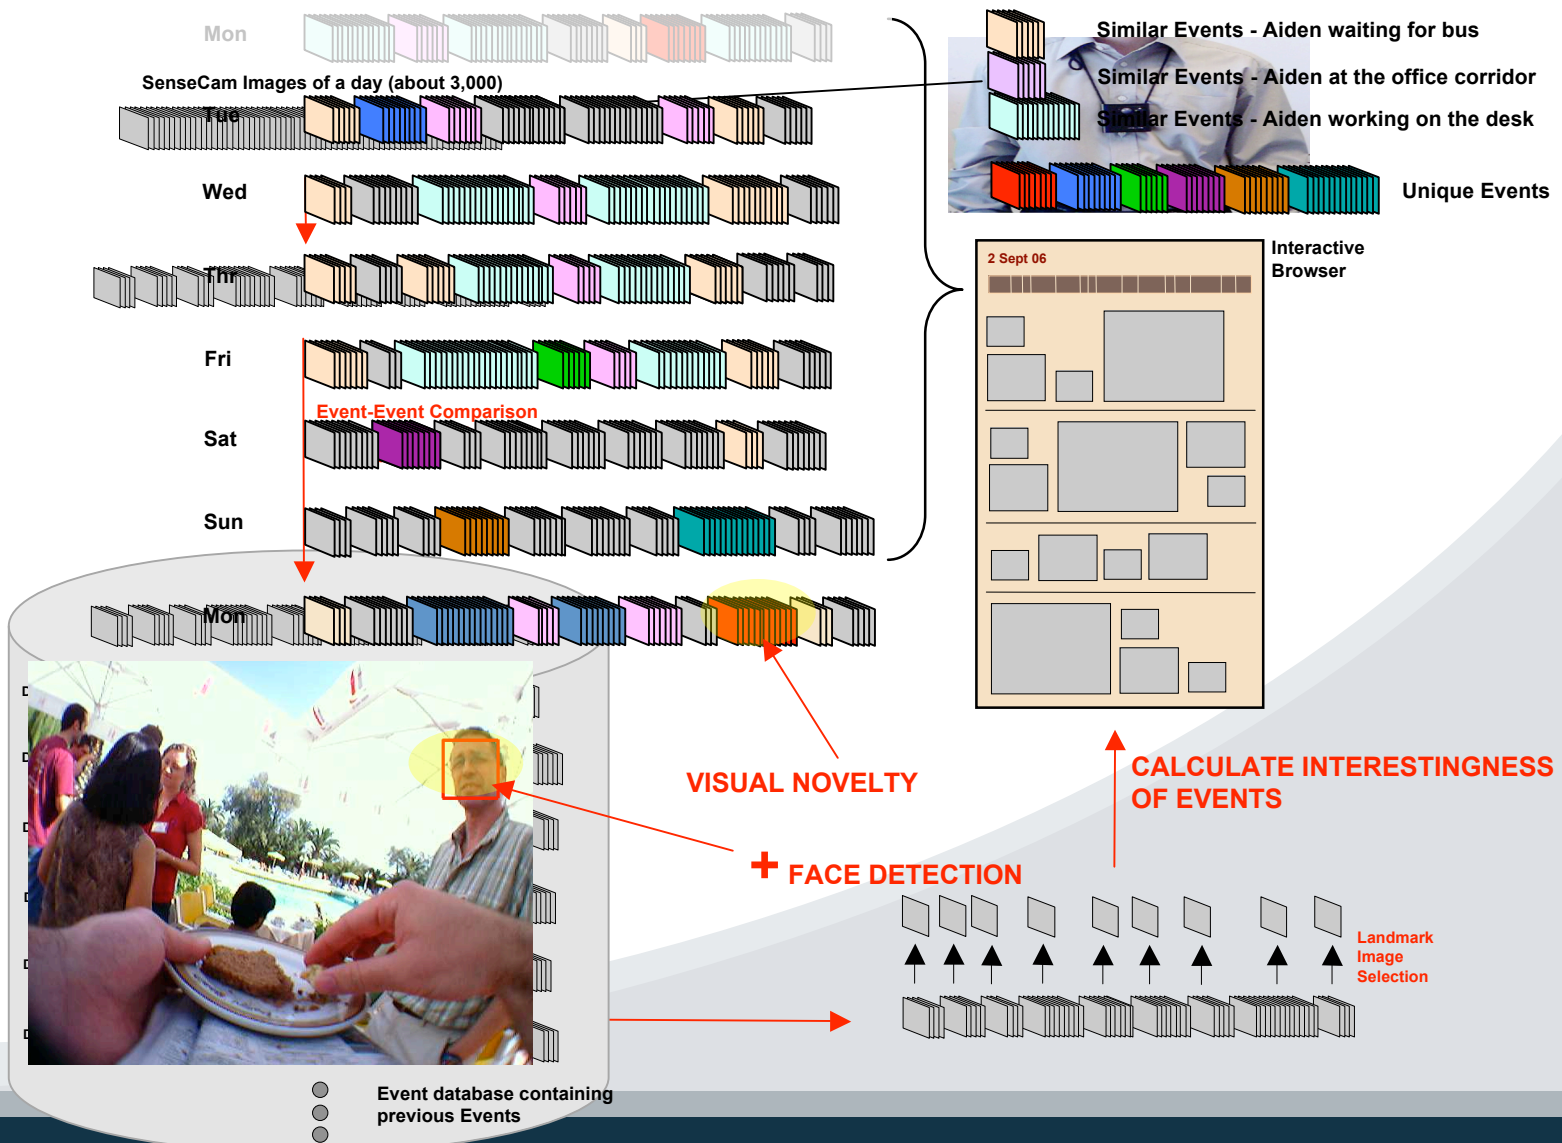 Mon
SenseCam Images of a day (about 3,000)
Tue
Wed
Thr
Fri
Event-Event Comparison
Sat
Sun
Mon
Similar Events - Aiden waiting for bus
Similar Events - Aiden at the office corridor
Similar Events - Aiden working on the desk
Unique Events
Interactive
Browser
2 Sept 06
VISUAL NOVELTY
+ FACE DETECTION
CALCULATE INTERESTINGNESS
OF EVENTS
Landmark
Image
Selection
Event database containing
previous Events